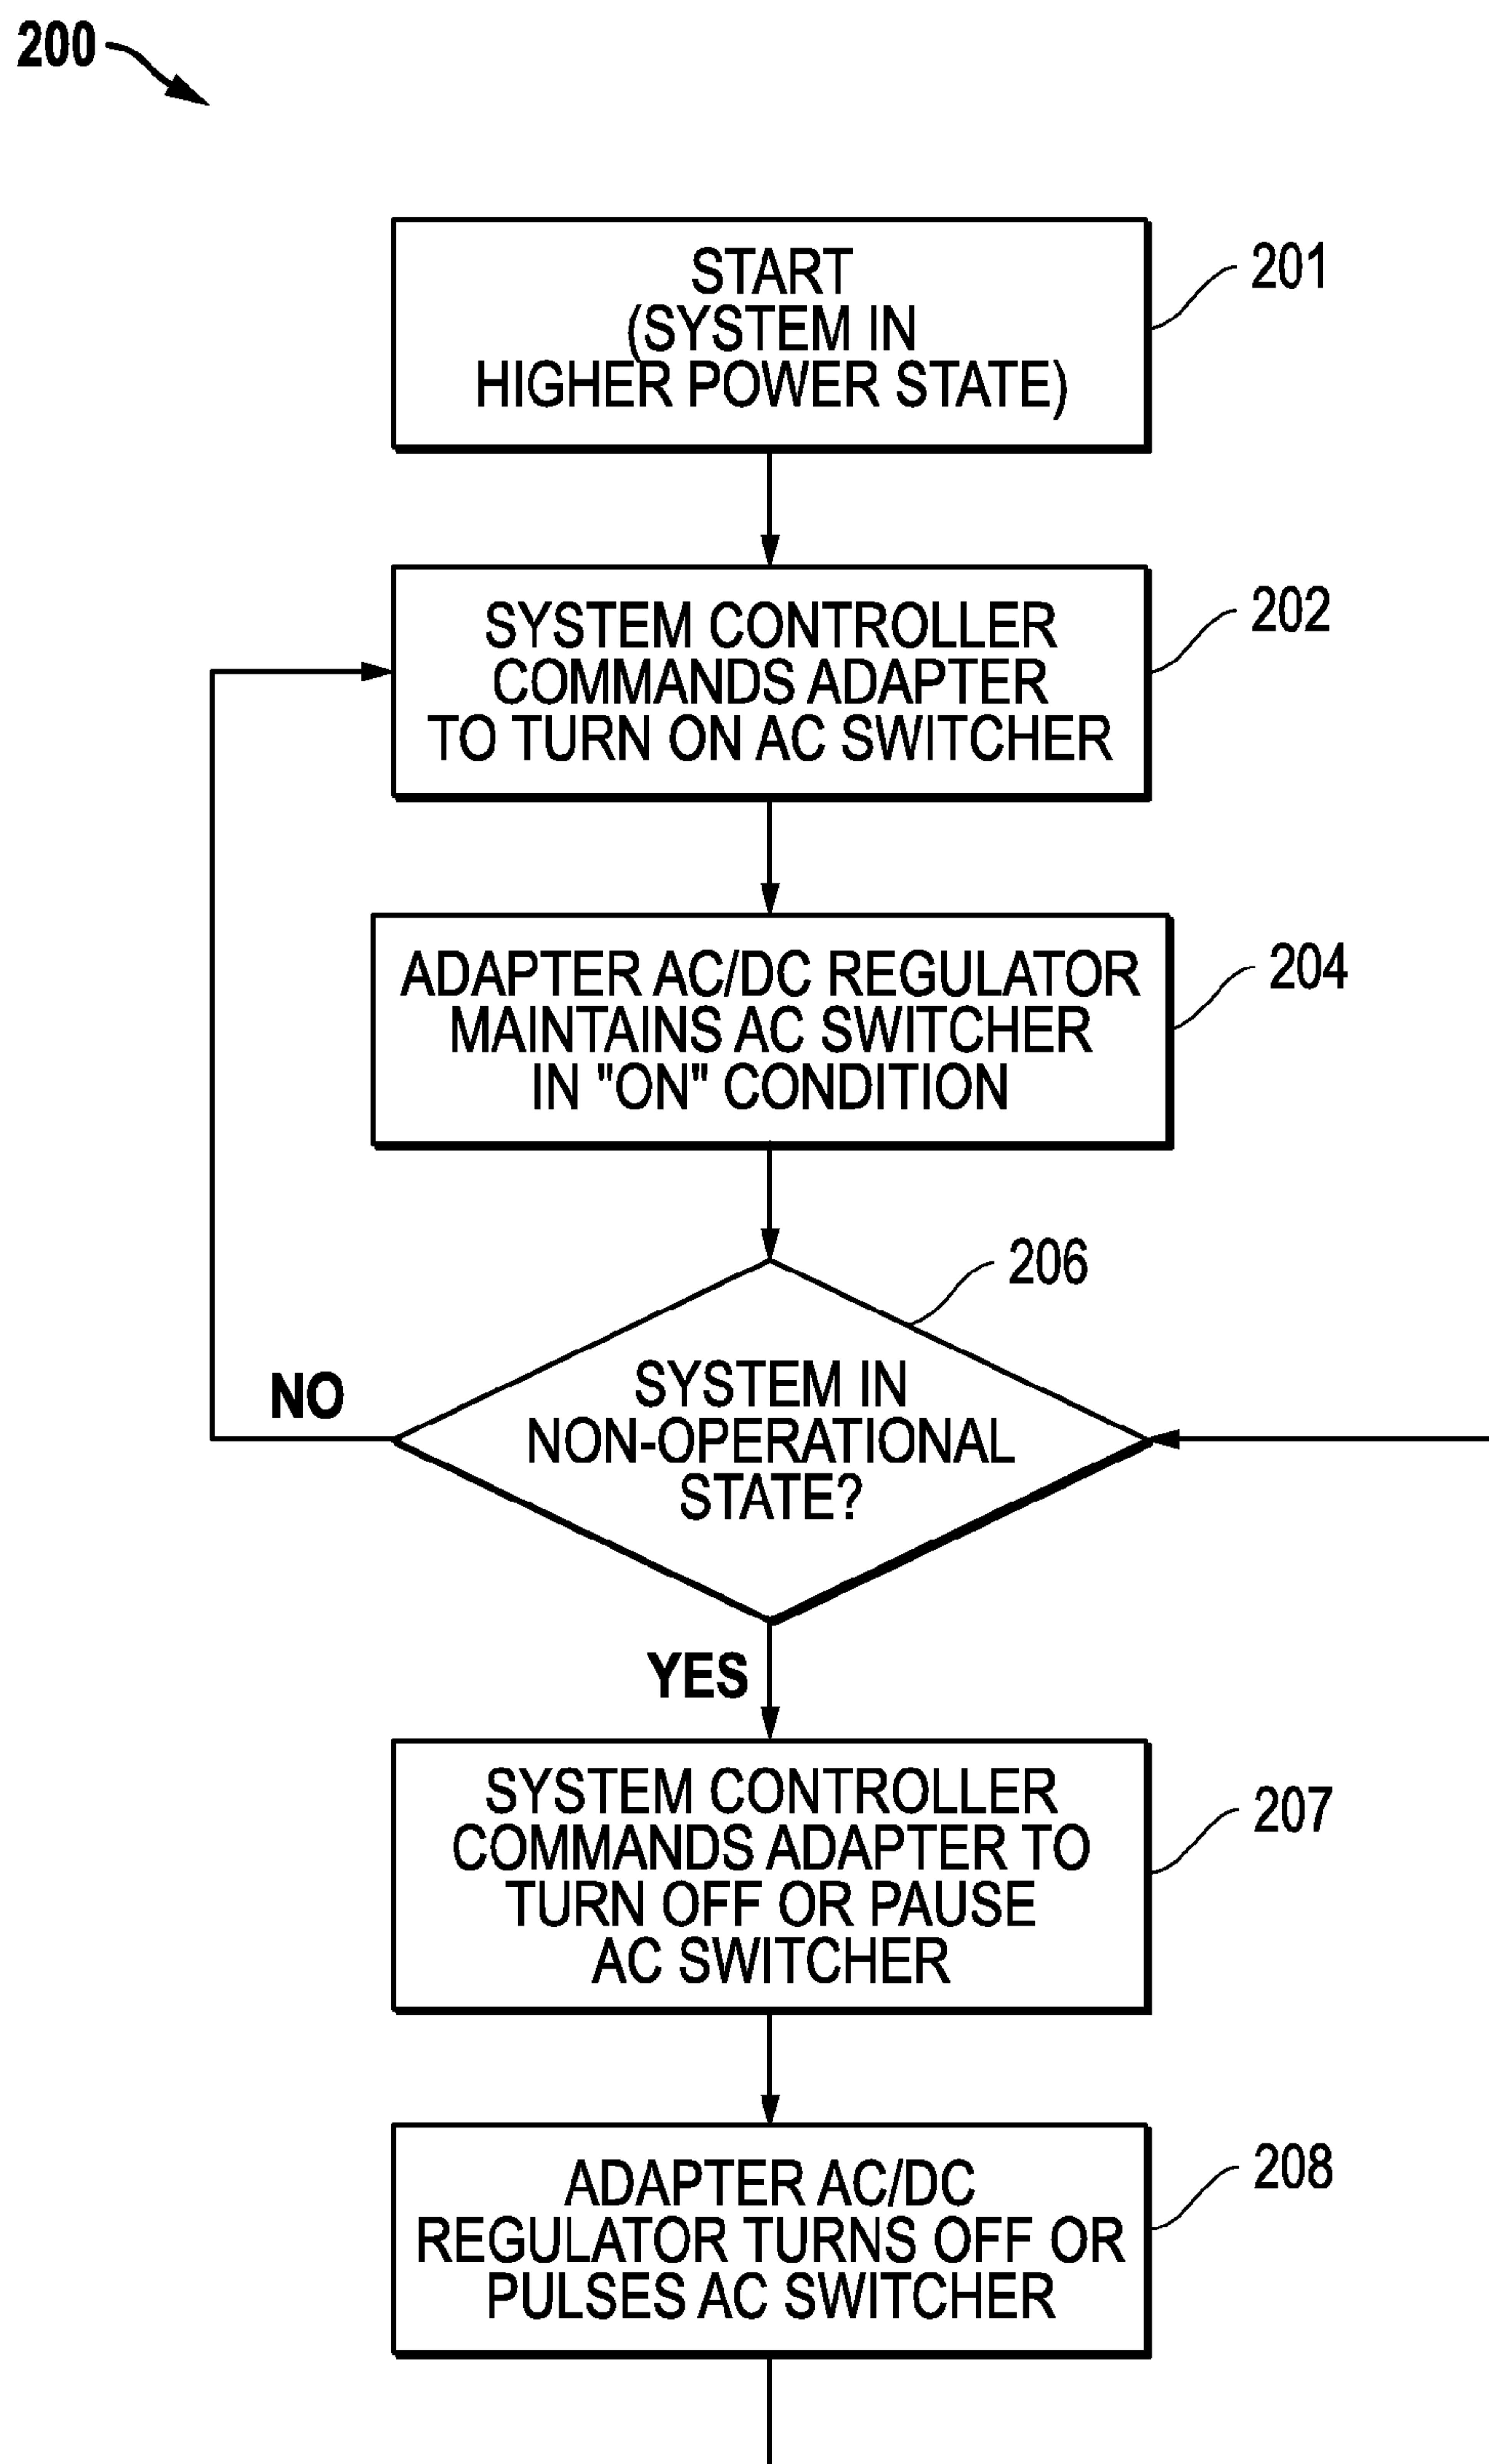 200
START
(SYSTEM IN
HIGHER POWER STATE)
201
SYSTEM CONTROLLER
COMMANDS ADAPTER
TO TURN ON AC SWITCHER
202
ADAPTER AC/DC REGULATOR
MAINTAINS AC SWITCHER
IN "ON" CONDITION
204
206
SYSTEM IN
NON-OPERATIONAL
STATE?
NO
YES
SYSTEM CONTROLLER
COMMANDS ADAPTER TO
TURN OFF OR PAUSE
AC SWITCHER
207
ADAPTER AC/DC
REGULATOR TURNS OFF OR
PULSES AC SWITCHER
208